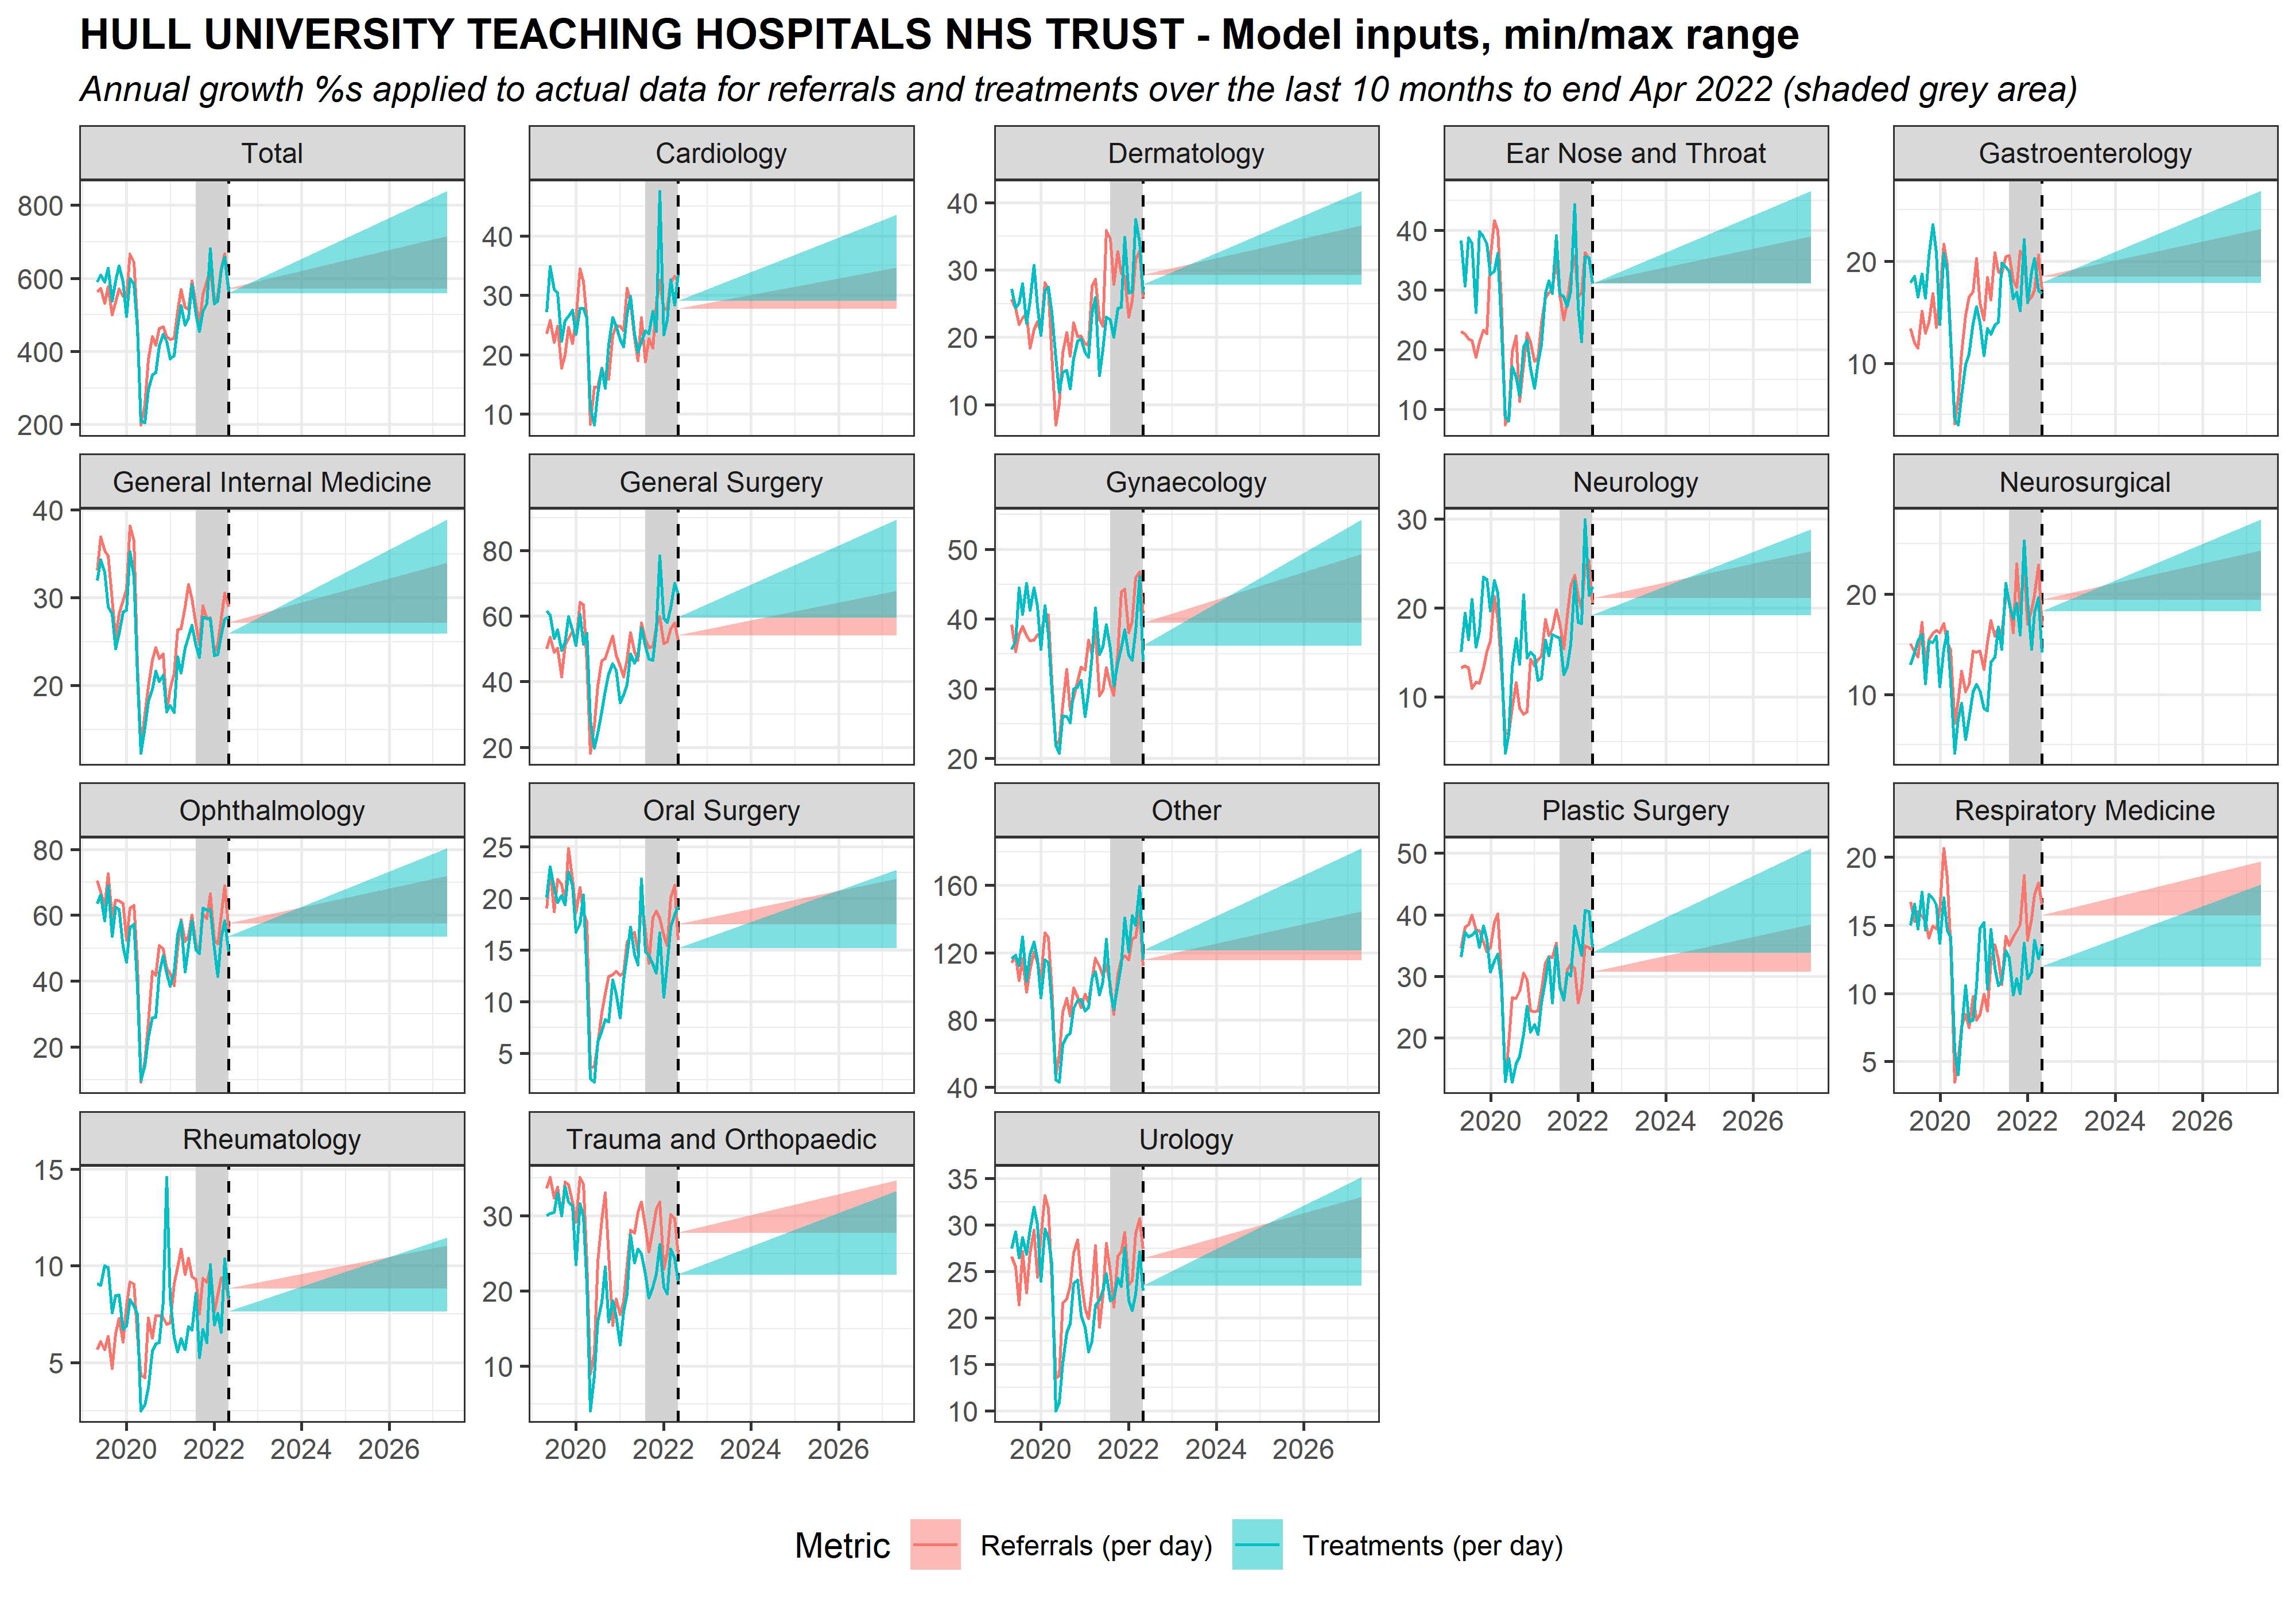 HULL UNIVERSITY TEACHING HOSPITALS NHS TRUST - Model inputs, min/max range
Annual growth %s applied to actual data for referrals and treatments over the last 10 months to end Apr 2022 (shaded grey area)
Total
Cardiology
Dermatology
Ear Nose and Throat
Gastroenterology
800
600
400
200
40
30
20
10
40
30
20
10
40
30
20
10
20
10
General Internal Medicine
General Surgery
Gynaecology
Neurology
Neurosurgical
40
30
20
80
60
40
20
50
40
30
20
30
20
10
20
10
Ophthalmology
Oral Surgery
Other
Plastic Surgery
Respiratory Medicine
80
60
40
20
25
20
15
10
5
160
120
80
40
50
40
30
20
20
15
10
5
2020 2022 2024 2026
2020 2022 2024 2026
Rheumatology
Trauma and Orthopaedic
Urology
15
10
5
30
20
10
35
30
25
20
15
10
2020 2022 2024 2026
2020 2022 2024 2026
2020 2022 2024 2026
Metric Referrals (per day) Treatments (per day)